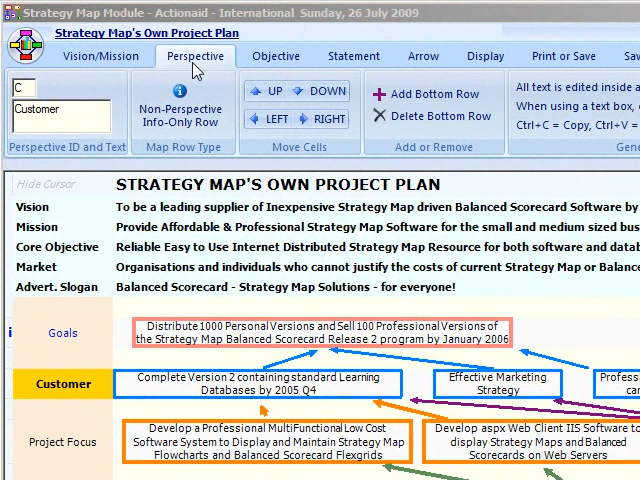 Strategy Map Module - Actionaid - International Sunday, 26 July 2009
Strategy Map's Own Project Plan
Vision/Mission Perspective Objective Statement Arrow Display Print or Save
C
Customer
Perspective ID and Text
Non-Perspective
Info-Only Row
Map Row Type
UP DOWN
LEFT RIGHT
Move Cells
Add Bottom Row
Delete Bottom Row
Add or Remove
All text is edited inside a
When using a text box,
Ctrl+C = Copy, Ctrl+V =
Hide Cursor STRATEGY MAP'S OWN PROJECT PLAN
Vision To be a leading supplier of Inexpensive Strategy Map driven Balanced Scorecard Software by
Mission Provide Affordable & Professional Strategy Map Software for the small and medium sized
Core Objective Reliable Easy to Use Internet Distributed Strategy Map Resource for both software and
Market Organisations and individuals who cannot justify the costs of current Strategy Map or
Advert. Slogan Balanced Scorecard - Strategy Map Solutions - for everyone!
i Goals
Distribute 1000 Personal Versions and Sell 100 Professional Versions of
the Strategy Map Balanced Scorecard Release 2 program by January 2006
Customer
Complete Version 2 containing standard Learning
Databases by 2005 Q4
Effective Marketing
Strategy
Project Focus
Develop a Professional MultiFunctional Low Cost
Software System to Display and Maintain Strategy Map
Flowcharts and Balanced Scorecard Flexgrids
Develop aspx Web Client IIS Software to
display Strategy Maps and Balanced
Scorecards on Web Servers